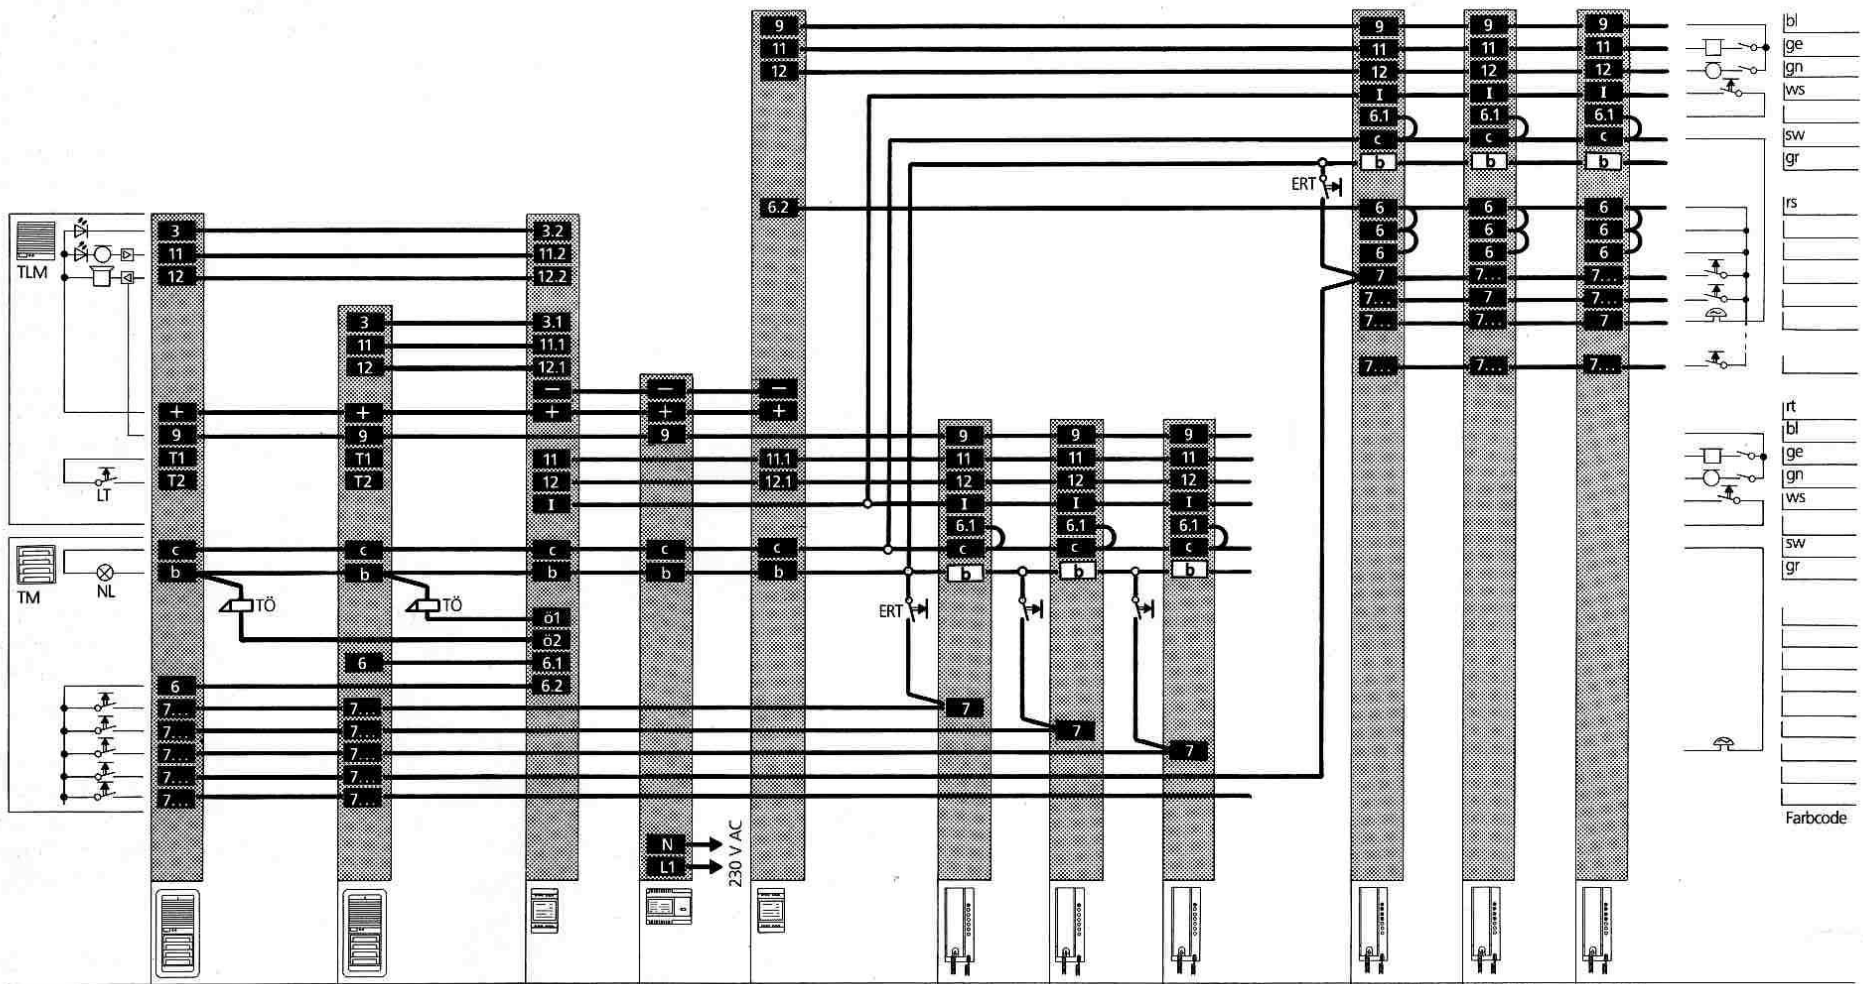 9 9 9 9 bl
11 11 11 11 ge
12 12 12 12 gn
I I I ws
6.1 6.1 6.1
c c c sw
b b b gr
ERT
6.2 6 6 6 rs
3 3.2 6 6 6
TLM 11 11.2 6 6 6
12 12.2 7 7... 7...
7... 7 7...
3 3.1 7... 7... 7
11 11.1
12 12.1 7... 7... 7...
– – –
+ + + + + rt
9 9 9 9 9 9 bl
T1 T1 11 11.1 11 11 11 ge
T2 T2 12 12.1 12 12 12 gn
LT I I I I ws
6.1 6.1 6.1
c c c c c c c c sw
b b b b b b b b gr
TM NL
TÖ TÖ ERT
ö1
ö2
6 6.1
6 6.2
7... 7... 7
7... 7... 7
7... 7... 7
7... 7...
7... 7...
Farbcode
N
L1
230 V AC